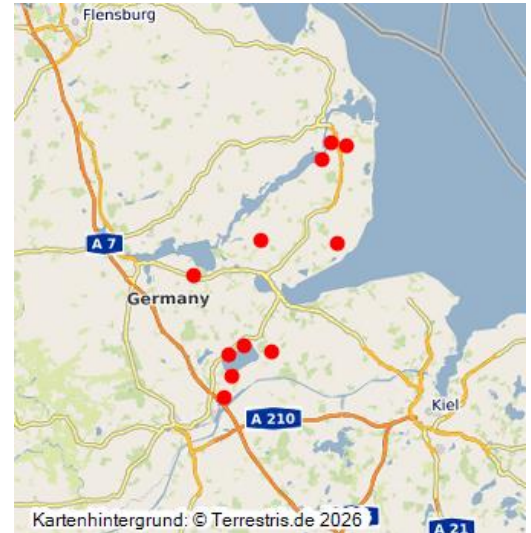 Flensburg
A 7
Germany
Kiel
A 210
A 21
Kartenhintergrund: © Terrestris.de 2026